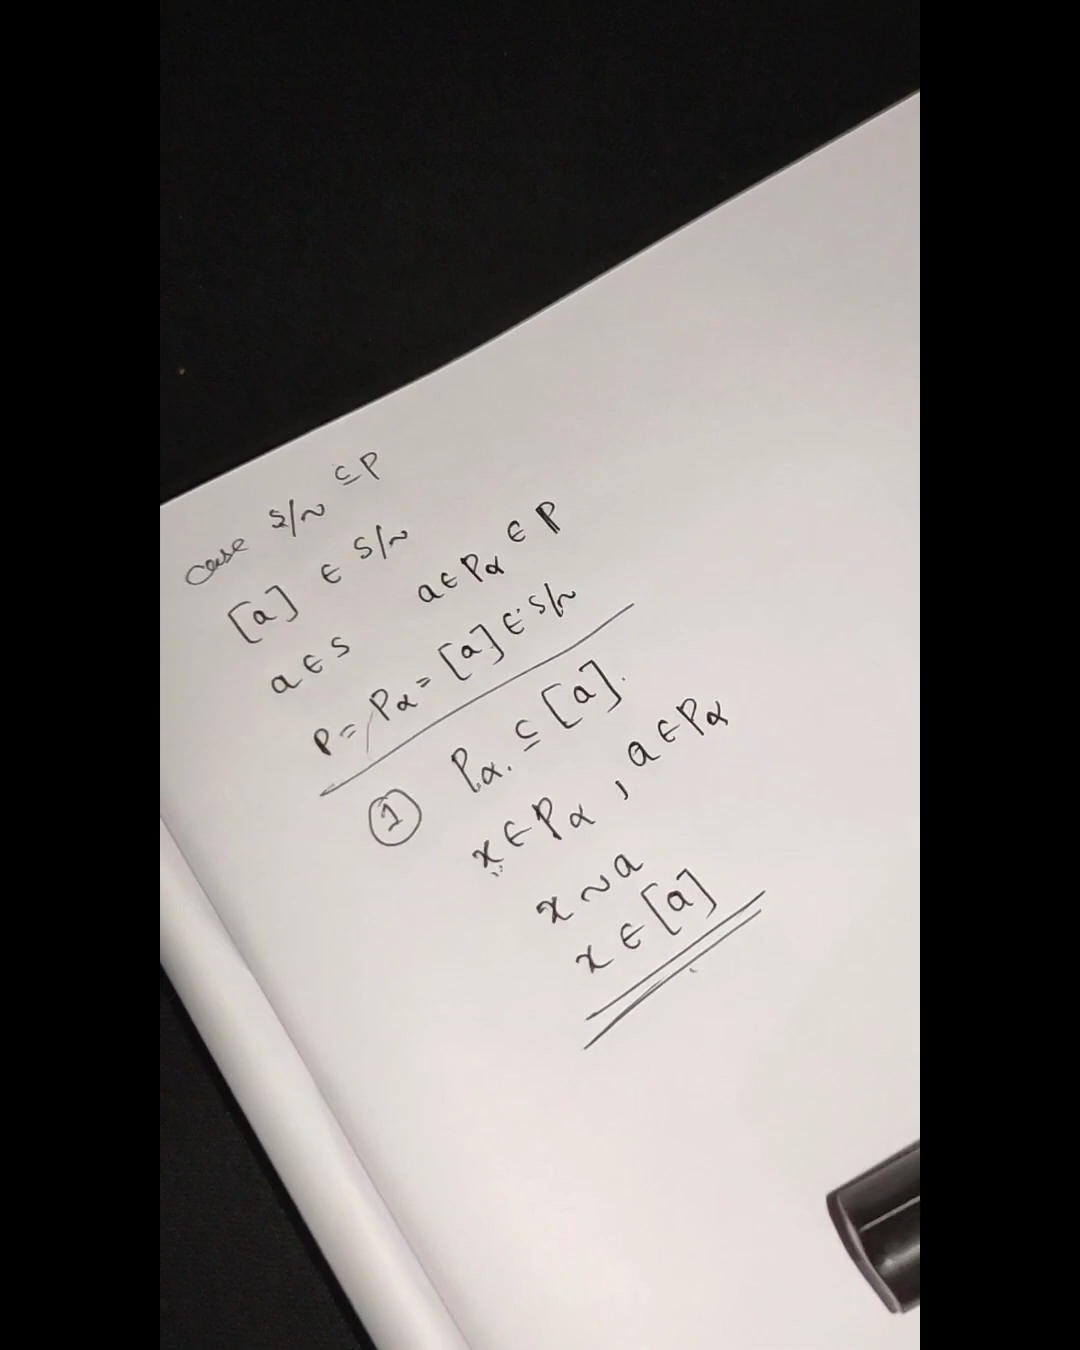 case S/~ ⊆ P
[a] ∈ S/~
a ∈ S a ∈ Pα ∈ P
P = Pα = [a] ∈ S/~
① Pα. ⊆ [a].
x ∈ Pα , a ∈ Pα
x ~ a
x ∈ [a]